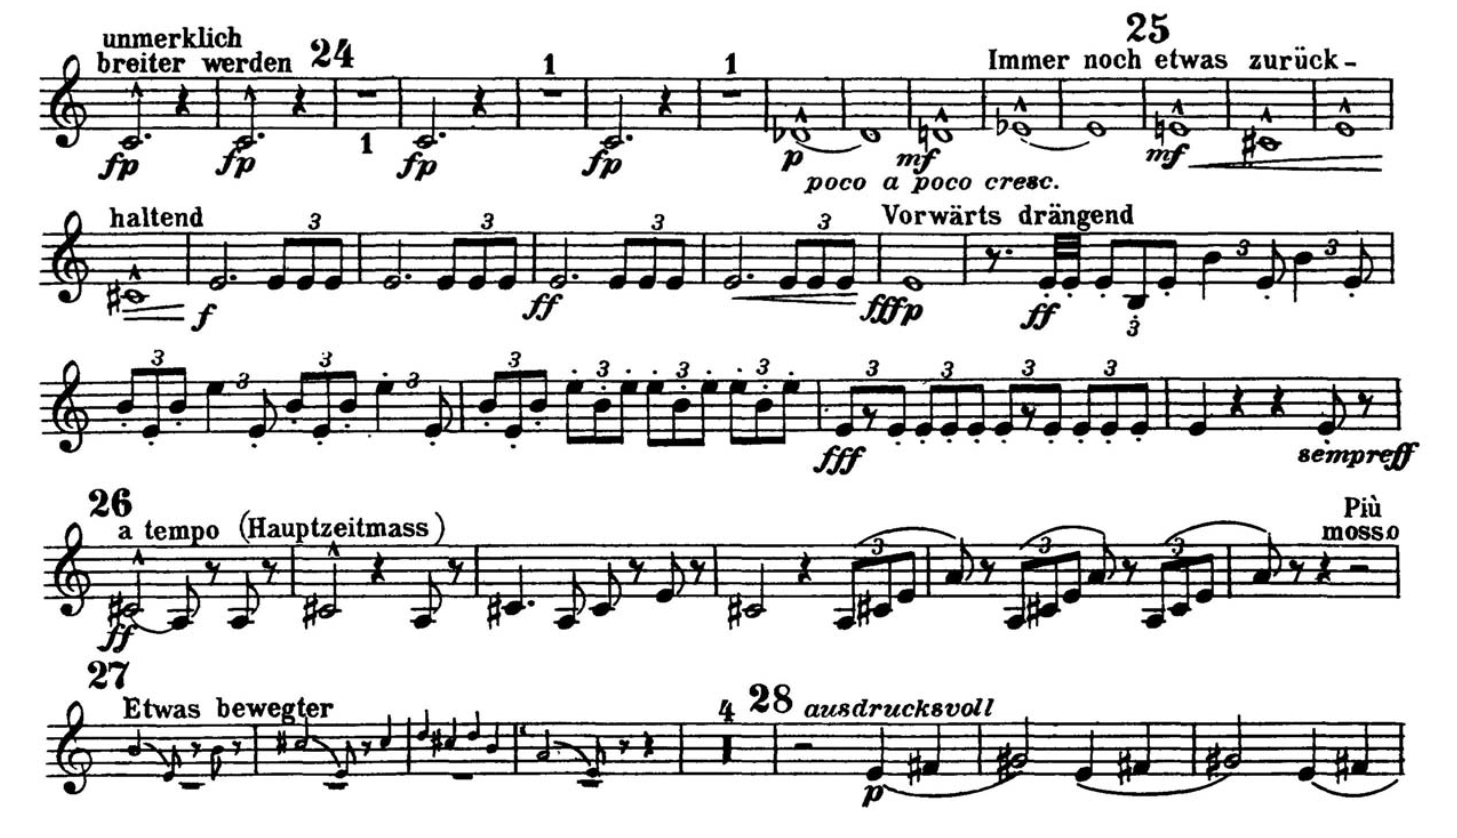 unmerklich
breiter werden 24
1 1 25
Immer noch etwas zurück-
1
fp fp fp fp p mf mf
poco a poco cresc.
haltend Vorwärts drängend
3 3 3 3 3 3
f ff fffp ff
3
3 3 3 3 3 3 3 3 3 3 3 3
fff sempreff
26
a tempo (Hauptzeitmass) Più
mosso
3 3 3
ff
27
Etwas bewegter 4 28 ausdrucksvoll
p